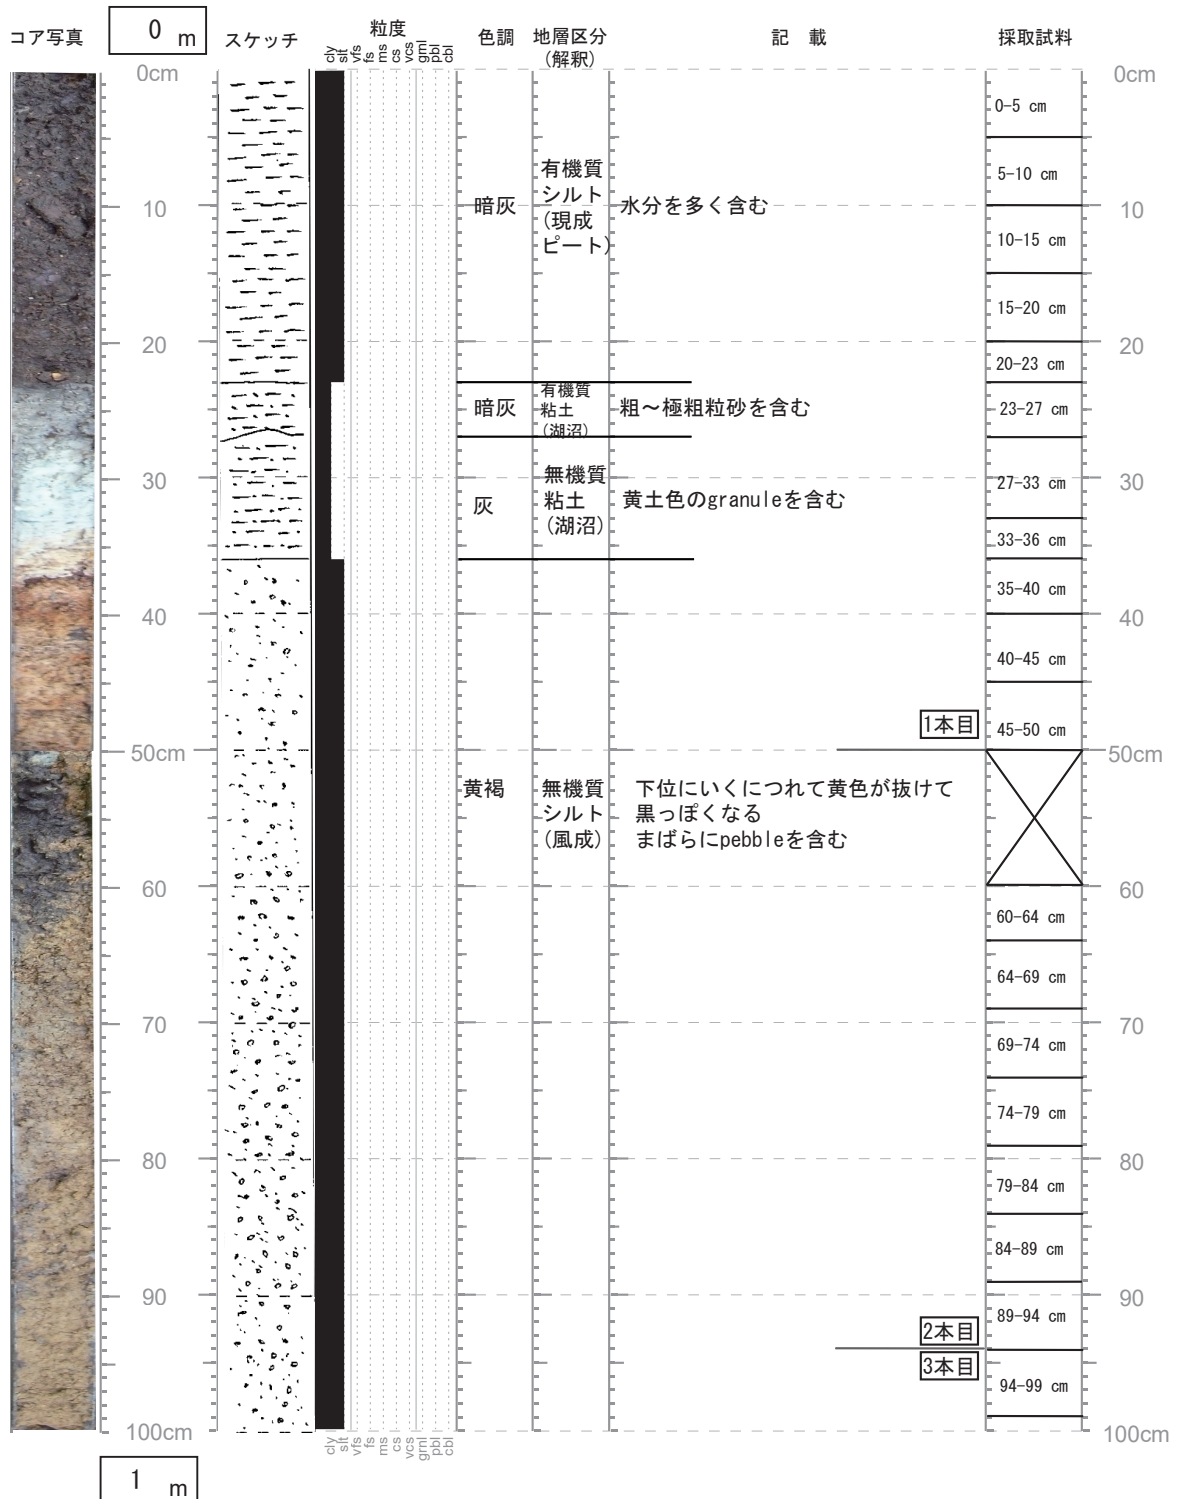 コア写真
0 m
スケッチ
粒度
cly slt vfs fs ms cs vcs grnl pbl cbl
色調
地層区分
(解釈)
記 載
採取試料
0cm
10
20
30
40
50cm
60
70
80
90
100cm
暗灰
有機質
シルト
(現成
ピート)
水分を多く含む
暗灰
有機質
粘土
(湖沼)
粗～極粗粒砂を含む
灰
無機質
粘土
(湖沼)
黄土色のgranuleを含む
黄褐
無機質
シルト
(風成)
下位にいくにつれて黄色が抜けて
黒っぽくなる
まばらにpebbleを含む
1本目
2本目
3本目
0-5 cm
5-10 cm
10-15 cm
15-20 cm
20-23 cm
23-27 cm
27-33 cm
33-36 cm
35-40 cm
40-45 cm
45-50 cm
60-64 cm
64-69 cm
69-74 cm
74-79 cm
79-84 cm
84-89 cm
89-94 cm
94-99 cm
0cm
10
20
30
40
50cm
60
70
80
90
100cm
cly slt vfs fs ms cs vcs grnl pbl cbl
1 m